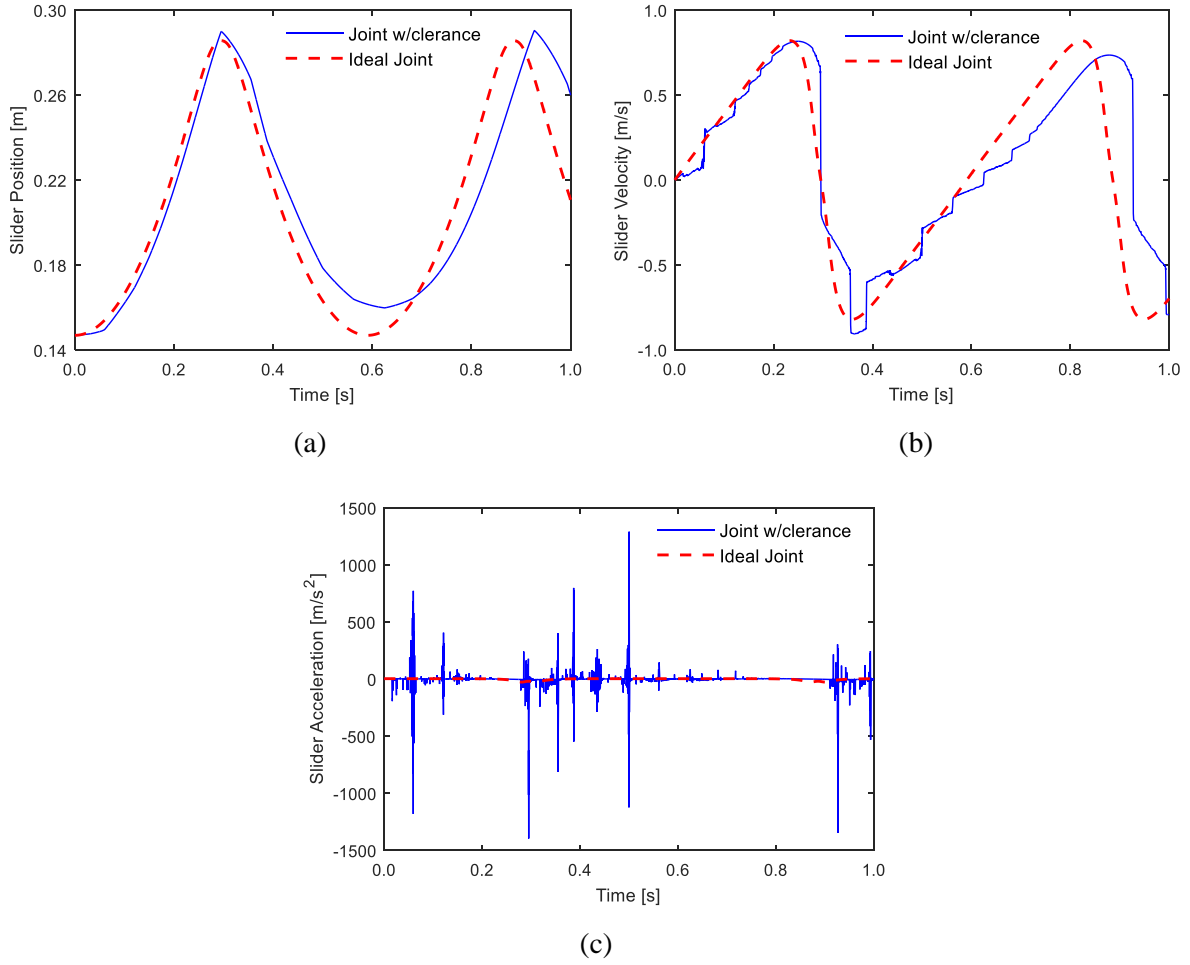 0.30
0.26
0.22
0.18
0.14
0.0
0.2
0.4
0.6
0.8
1.0
Slider Position [m]
Time [s]
Joint w/clerance
Ideal Joint
(a)
1.0
0.5
0.0
-0.5
-1.0
0.0
0.2
0.4
0.6
0.8
1.0
Slider Velocity [m/s]
Time [s]
Joint w/clerance
Ideal Joint
(b)
1500
1000
500
0
-500
-1000
-1500
0.0
0.2
0.4
0.6
0.8
1.0
Slider Acceleration [m/s²]
Time [s]
Joint w/clerance
Ideal Joint
(c)